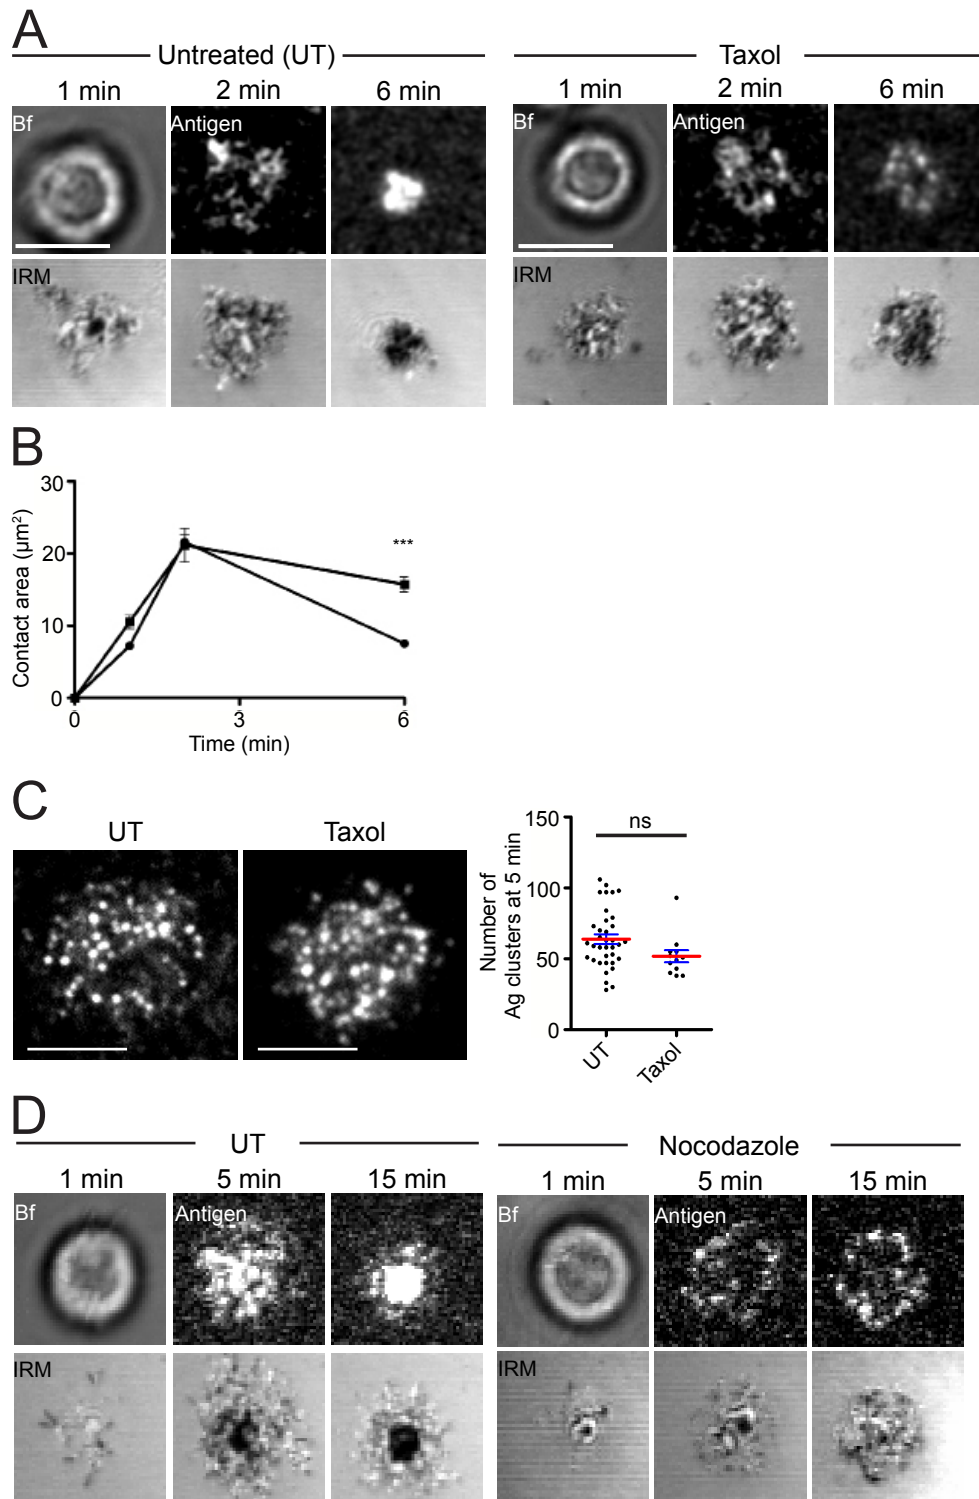 A
Untreated (UT)
Taxol
1 min
2 min
6 min
1 min
2 min
6 min
Bf
Antigen
Bf
Antigen
IRM
IRM
B
30
20
10
0
Contact area (µm²)
***
0
3
6
Time (min)
C
UT
Taxol
Number of
Ag clusters at 5 min
150
100
50
0
ns
UT
Taxol
D
UT
Nocodazole
1 min
5 min
15 min
1 min
5 min
15 min
Bf
Antigen
Bf
Antigen
IRM
IRM